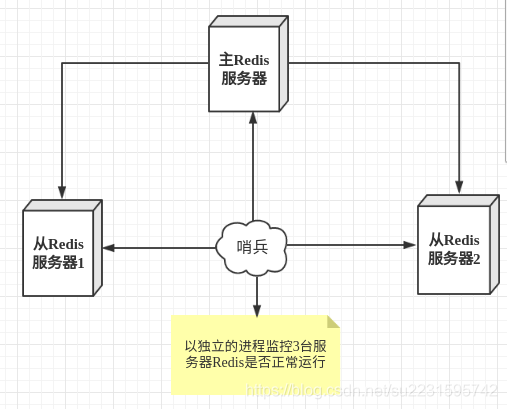 主Redis
服务器
从Redis
服务器1
哨兵
从Redis
服务器2
以独立的进程监控3台服
务器Redis是否正常运行
https://blog.csdn.net/su2231595742